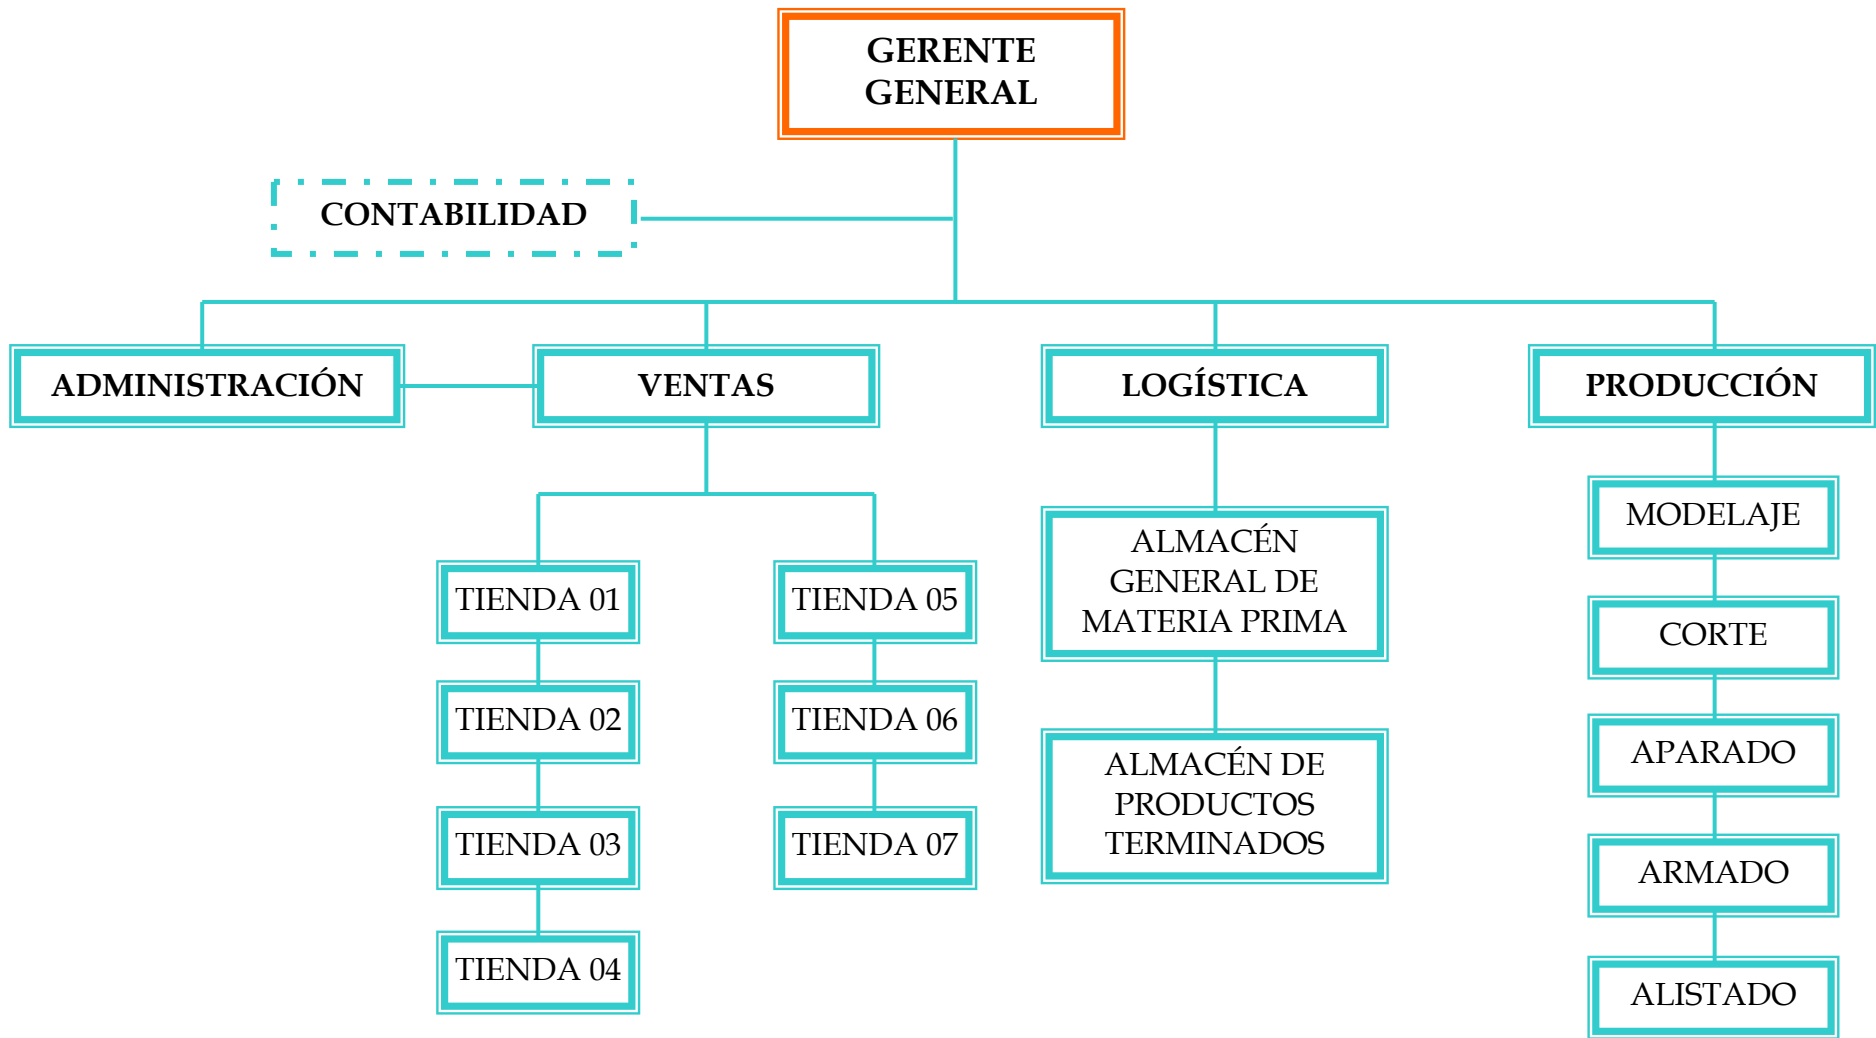 GERENTE
GENERAL
CONTABILIDAD
ADMINISTRACIÓN
VENTAS
LOGÍSTICA
PRODUCCIÓN
TIENDA 01
TIENDA 02
TIENDA 03
TIENDA 04
TIENDA 05
TIENDA 06
TIENDA 07
ALMACÉN
GENERAL DE
MATERIA PRIMA
ALMACÉN DE
PRODUCTOS
TERMINADOS
MODELAJE
CORTE
APARADO
ARMADO
ALISTADO